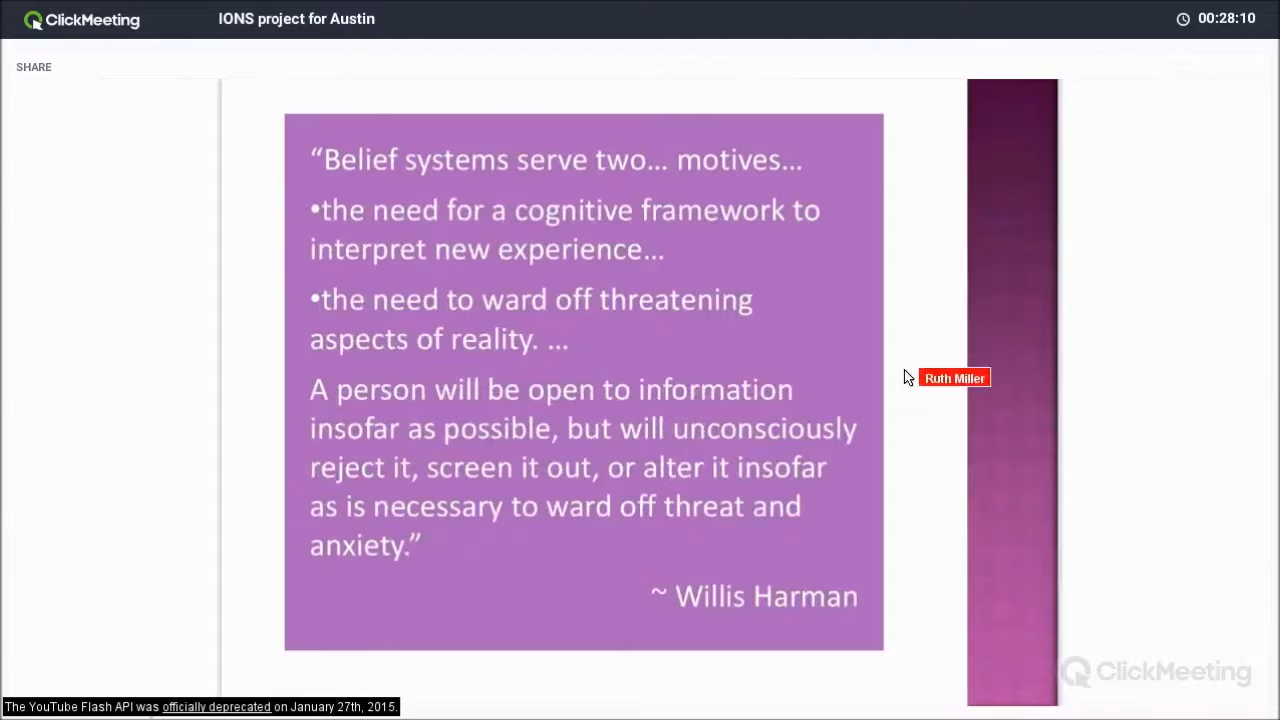 ClickMeeting
IONS project for Austin
00:28:10
SHARE
“Belief systems serve two... motives...
•the need for a cognitive framework to
interpret new experience...
•the need to ward off threatening
aspects of reality. ...
A person will be open to information
insofar as possible, but will unconsciously
reject it, screen it out, or alter it insofar
as is necessary to ward off threat and
anxiety.”
~ Willis Harman
Ruth Miller
ClickMeeting
The YouTube Flash API was officially deprecated on January 27th, 2015.